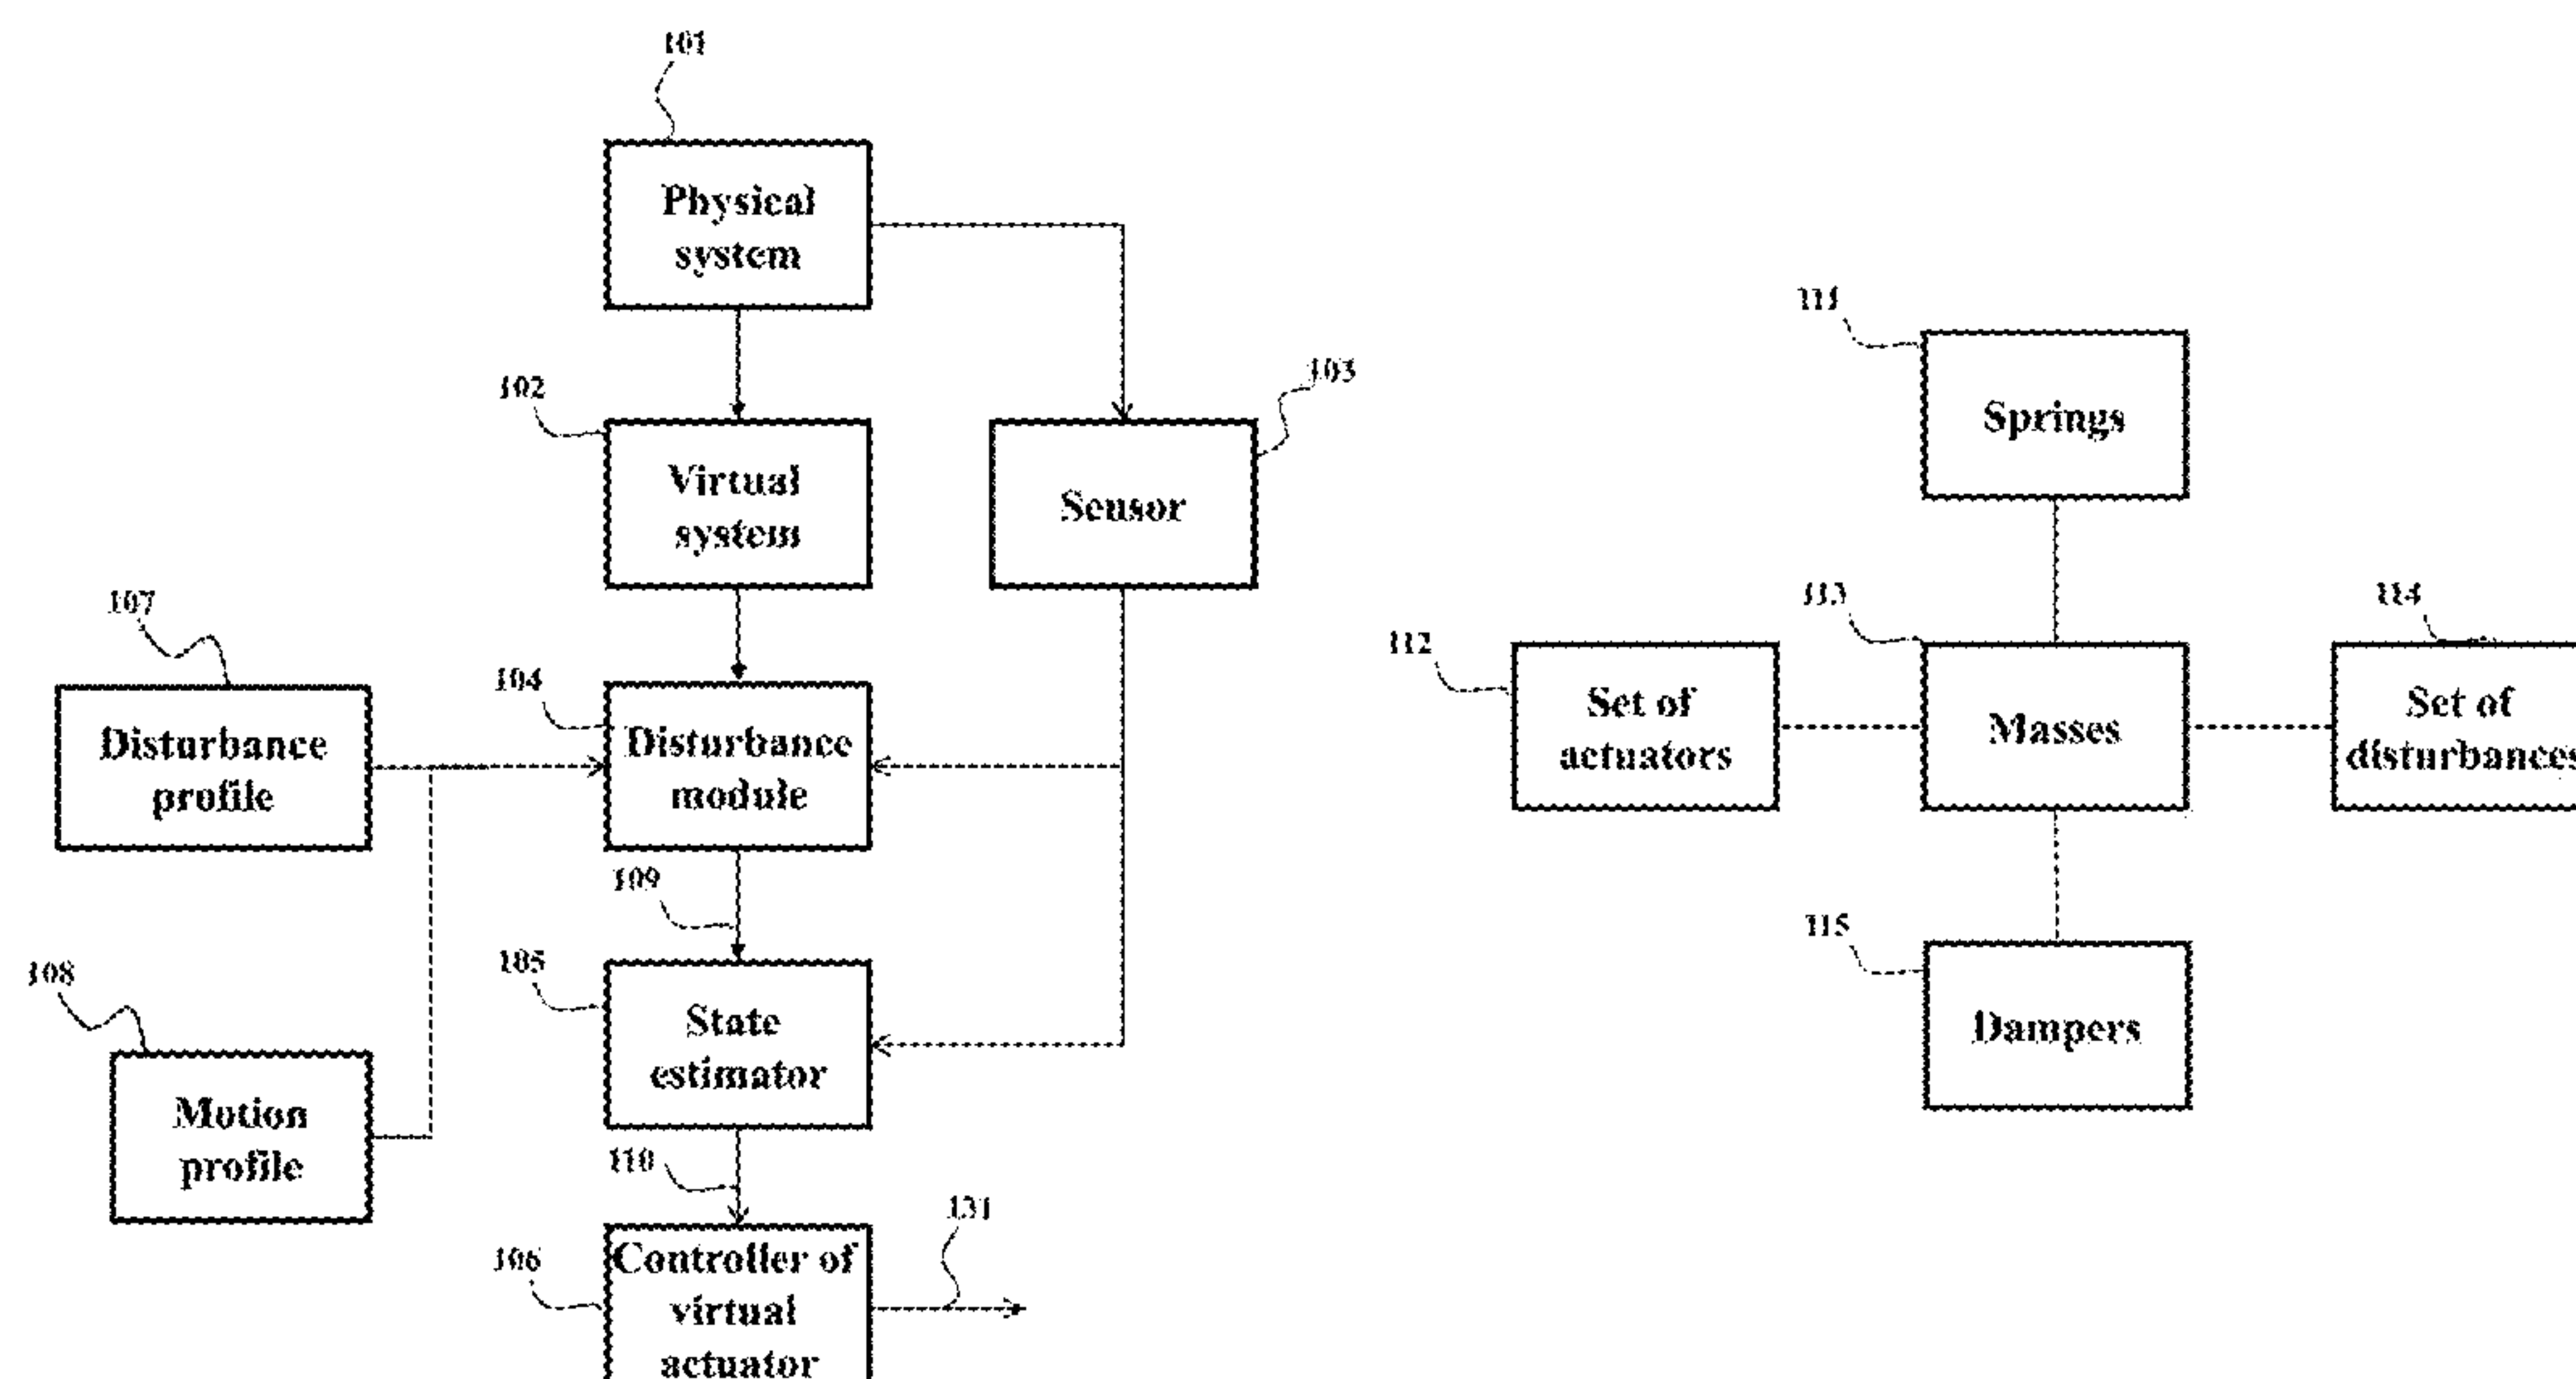 101
Physical
system
102
Virtual
system
103
Sensor
107
Disturbance
profile
104
Disturbance
module
109
108
Motion
profile
105
State
estimator
110
106
Controller of
virtual
actuator
131
111
Springs
112
Set of
actuators
113
Masses
114
Set of
disturbances
115
Dampers